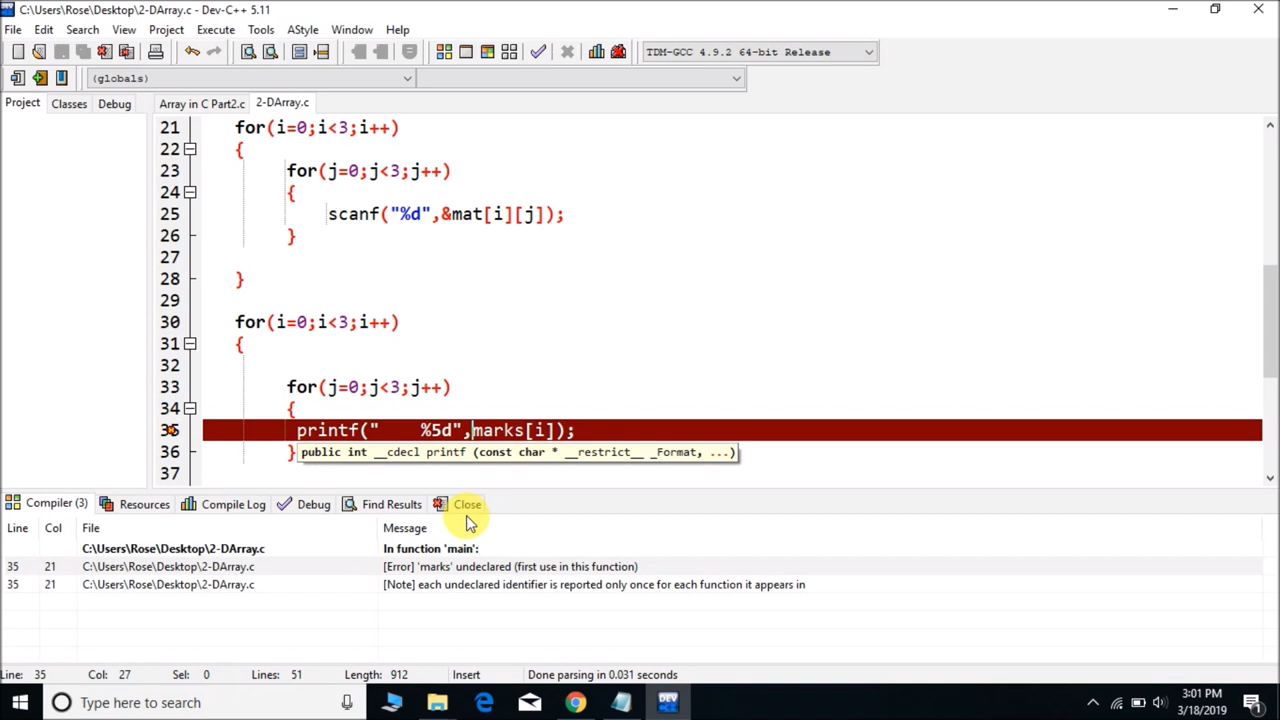 C:\Users\Rose\Desktop\2-DArray.c - Dev-C++ 5.11
File Edit Search View Project Execute Tools AStyle Window Help
TDM-GCC 4.9.2 64-bit Release
(globals)
Project Classes Debug Array in C Part2.c 2-DArray.c
21 for(i=0;i<3;i++)
22 {
23 for(j=0;j<3;j++)
24 {
25 scanf("%d",&mat[i][j]);
26 }
27
28 }
29
30 for(i=0;i<3;i++)
31 {
32
33 for(j=0;j<3;j++)
34 {
35 printf("    %5d",marks[i]);
36 } public int __cdecl printf (const char * __restrict__ _Format, ...)
37
Compiler (3) Resources Compile Log Debug Find Results Close
Line Col File Message
C:\Users\Rose\Desktop\2-DArray.c In function 'main':
35 21 C:\Users\Rose\Desktop\2-DArray.c [Error] 'marks' undeclared (first use in this function)
35 21 C:\Users\Rose\Desktop\2-DArray.c [Note] each undeclared identifier is reported only once for each function it appears in
Line: 35 Col: 27 Sel: 0 Lines: 51 Length: 912 Insert Done parsing in 0.031 seconds
Type here to search
DEV
3:01 PM
3/18/2019
1